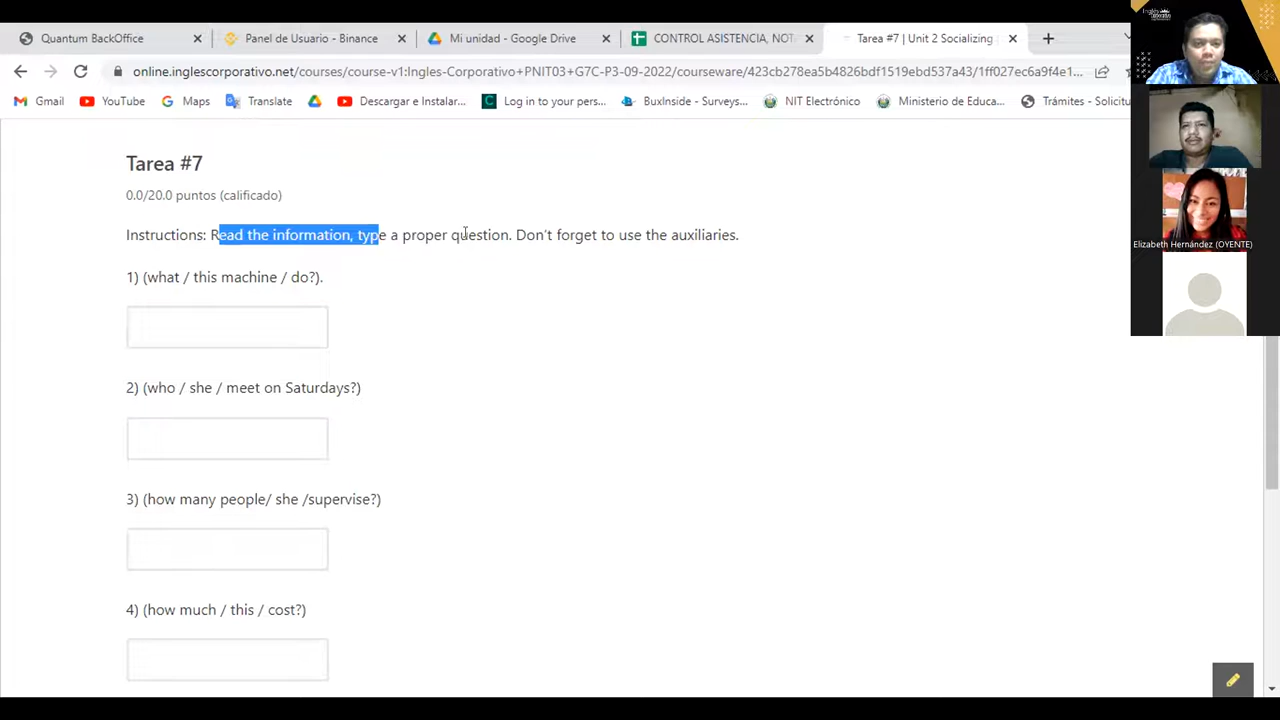 Quantum BackOffice
Panel de Usuario - Binance
Mi unidad
Google Drive
CONTROL ASISTENCIA, NOT
Tarea #7 | Unit 2 Socializing
online.inglescorporativo.net/courses/course-v1:Ingles-Corporativo+PNIT03+G7C-P3-09-2022/courseware/423cb278ea5b4826bdf1519ebd537a43/1ff027ec6a9f4e1...
Gmail
YouTube
Maps
Translate
Descargar e Instalar...
Log in to your pers...
BuxInside - Surveys...
NIT Electrónico
Ministerio de Educa...
Trámites - Solicitu
Tarea #7
0.0/20.0 puntos (calificado)
Instructions: Read the information, type a proper question. Don't forget to use the auxiliaries.
1) (what / this machine / do?).
2) (who / she / meet on Saturdays?)
3) (how many people/ she /supervise?)
4) (how much / this / cost?)
Elizabeth Hernández (OYENTE)